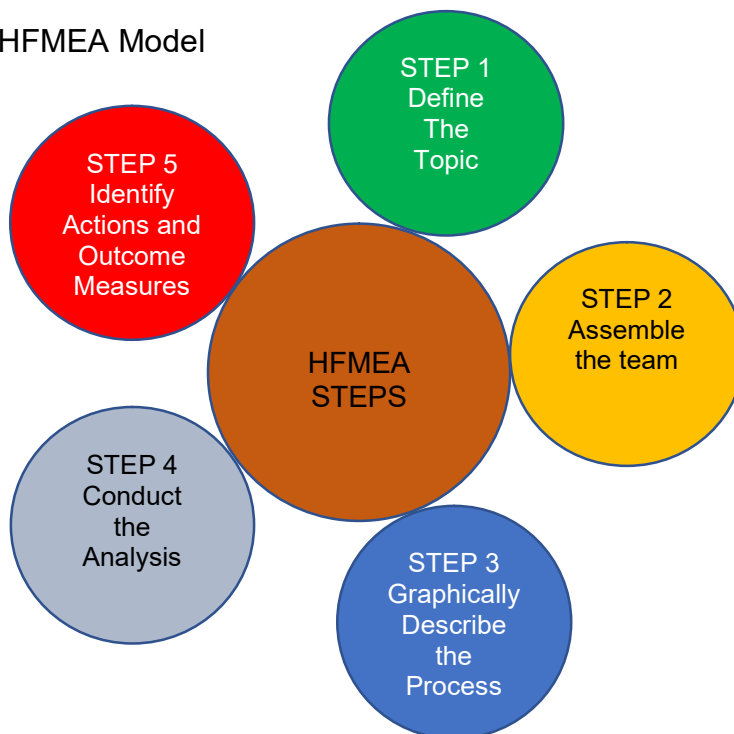 HFMEA Model
STEP 1
Define
The
Topic
STEP 2
Assemble
the team
STEP 3
Graphically
Describe
the
Process
STEP 4
Conduct
the
Analysis
STEP 5
Identify
Actions and
Outcome
Measures
HFMEA
STEPS